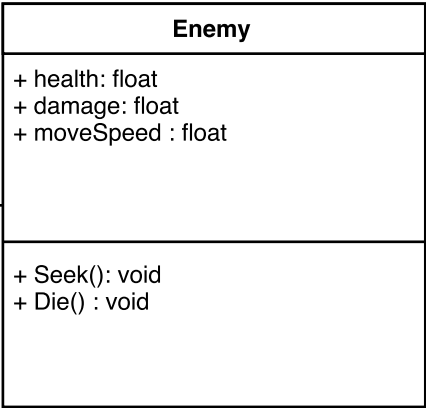 Enemy
+ health: float
+ damage: float
+ moveSpeed : float
+ Seek(): void
+ Die() : void